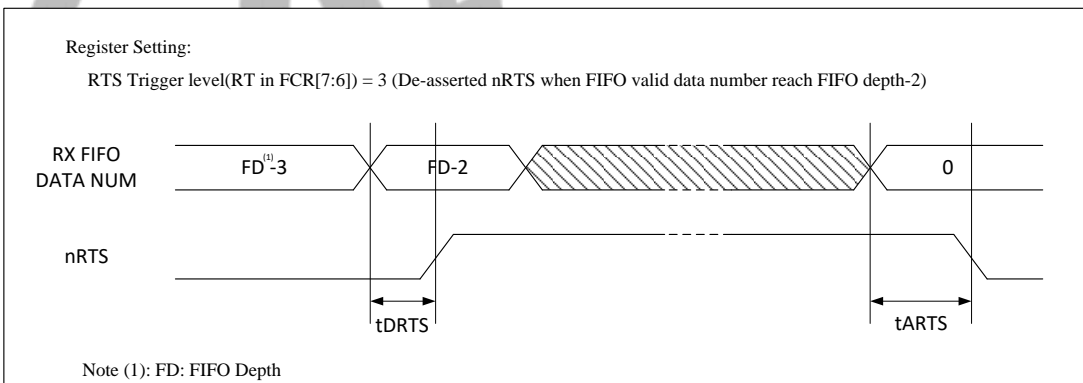 Register Setting:
RTS Trigger level(RT in FCR[7:6]) = 3 (De-asserted nRTS when FIFO valid data number reach FIFO depth-2)
RX FIFO
DATA NUM
FD(1)-3
FD-2
0
nRTS
tDRTS
tARTS
Note (1): FD: FIFO Depth